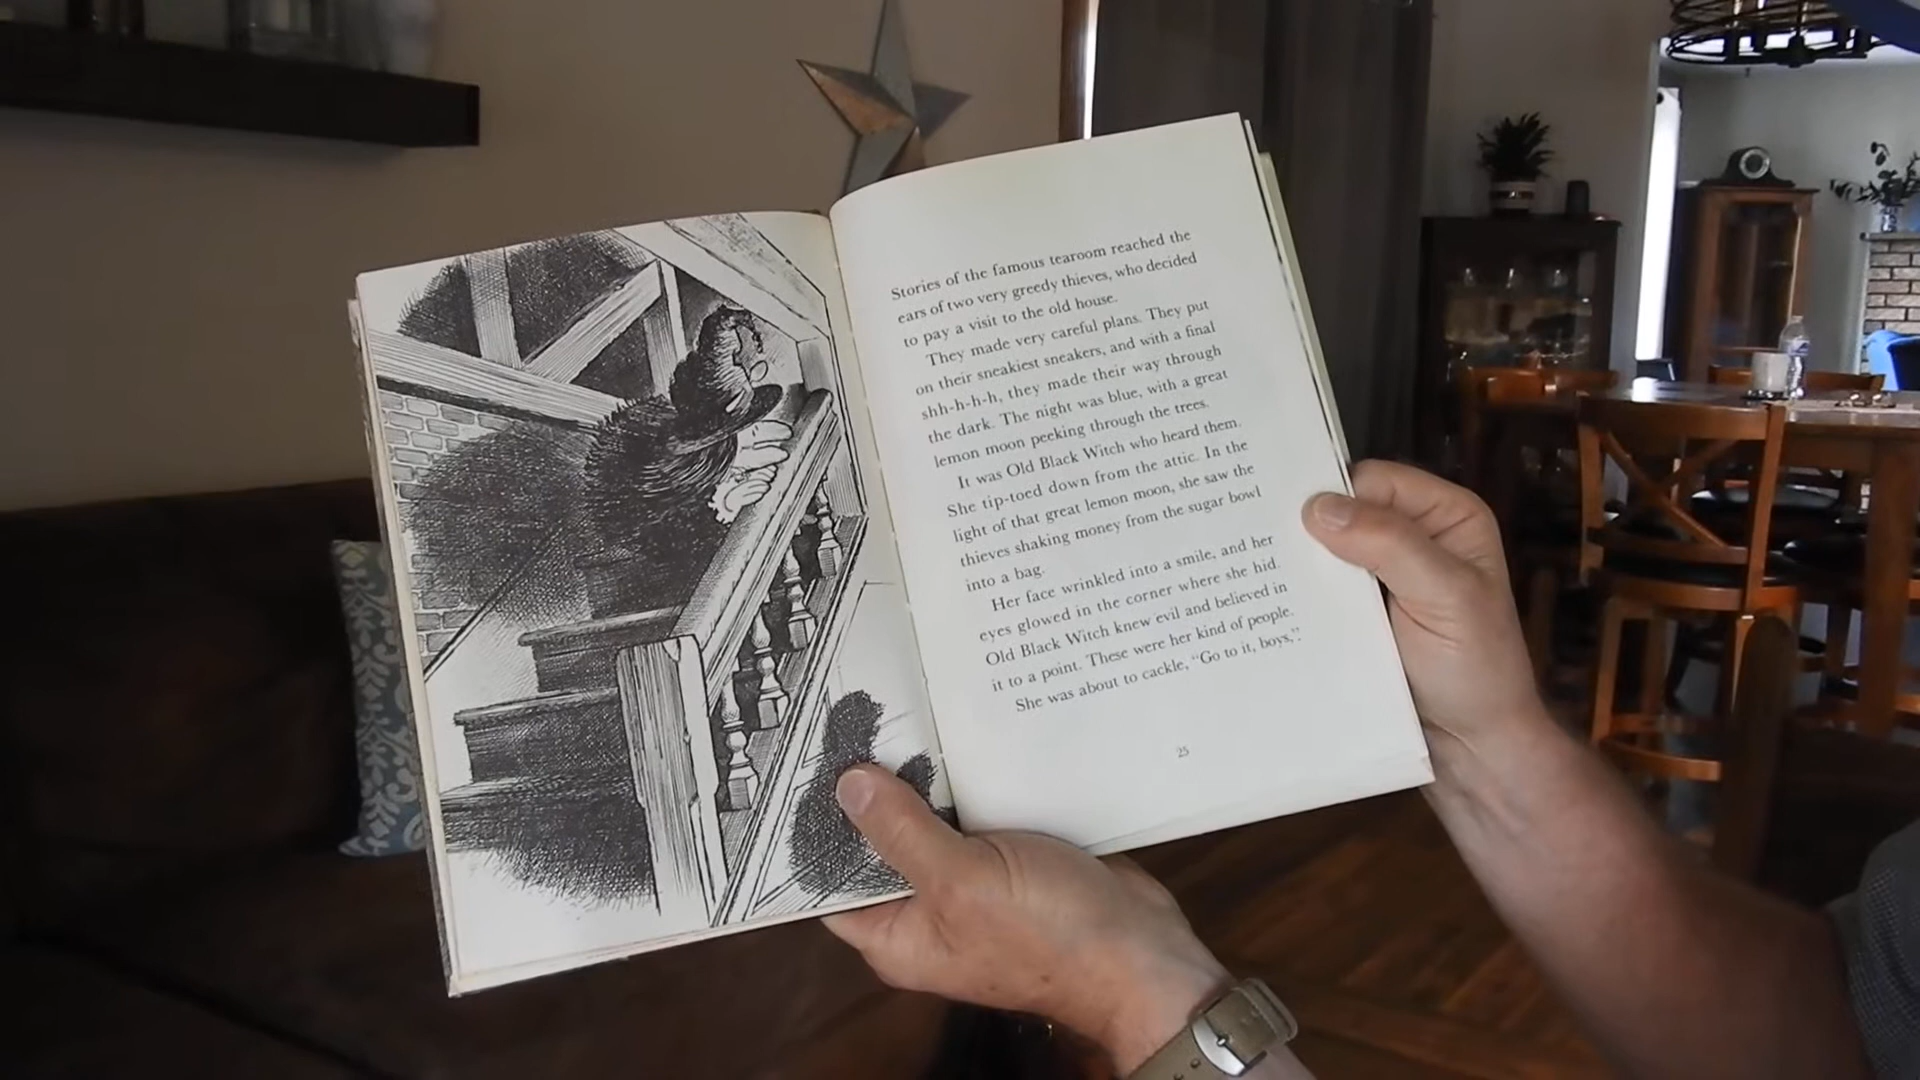 Stories of the famous tearoom reached the
ears of two very greedy thieves, who decided
to pay a visit to the old house.
They made very careful plans. They put
on their sneakiest sneakers, and with a final
shh-h-h-h, they made their way through
the dark. The night was blue, with a great
lemon moon peeking through the trees.
It was Old Black Witch who heard them.
She tip-toed down from the attic. In the
light of that great lemon moon, she saw the
thieves shaking money from the sugar bowl
into a bag.
Her face wrinkled into a smile, and her
eyes glowed in the corner where she hid.
Old Black Witch knew evil and believed in
it to a point. These were her kind of people.
She was about to cackle, “Go to it, boys,”
25